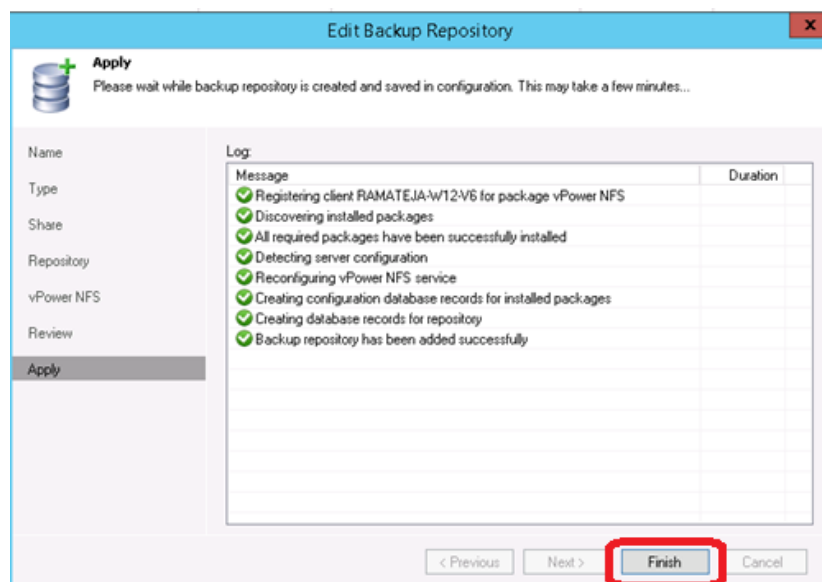 Edit Backup Repository
x
Apply
Please wait while backup repository is created and saved in configuration. This may take a few minutes...
Name
Type
Share
Repository
vPower NFS
Review
Apply
Log:
Message Duration
Registering client RAMATEJA-W12-V6 for package vPower NFS
Discovering installed packages
All required packages have been successfully installed
Detecting server configuration
Reconfiguring vPower NFS service
Creating configuration database records for installed packages
Creating database records for repository
Backup repository has been added successfully
< Previous Next > Finish Cancel